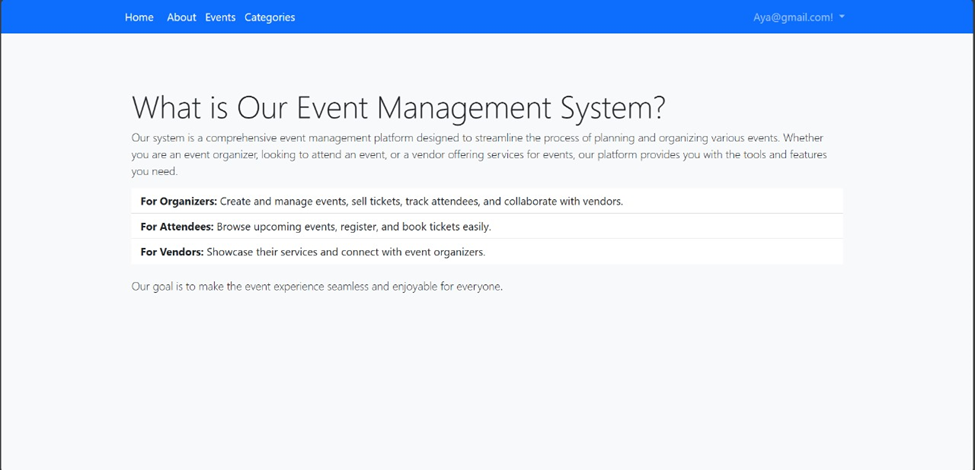 Home About Events Categories Aya@gmail.com!
What is Our Event Management System?
Our system is a comprehensive event management platform designed to streamline the process of planning and organizing various events. Whether
you are an event organizer, looking to attend an event, or a vendor offering services for events, our platform provides you with the tools and features
you need.
For Organizers: Create and manage events, sell tickets, track attendees, and collaborate with vendors.
For Attendees: Browse upcoming events, register, and book tickets easily.
For Vendors: Showcase their services and connect with event organizers.
Our goal is to make the event experience seamless and enjoyable for everyone.